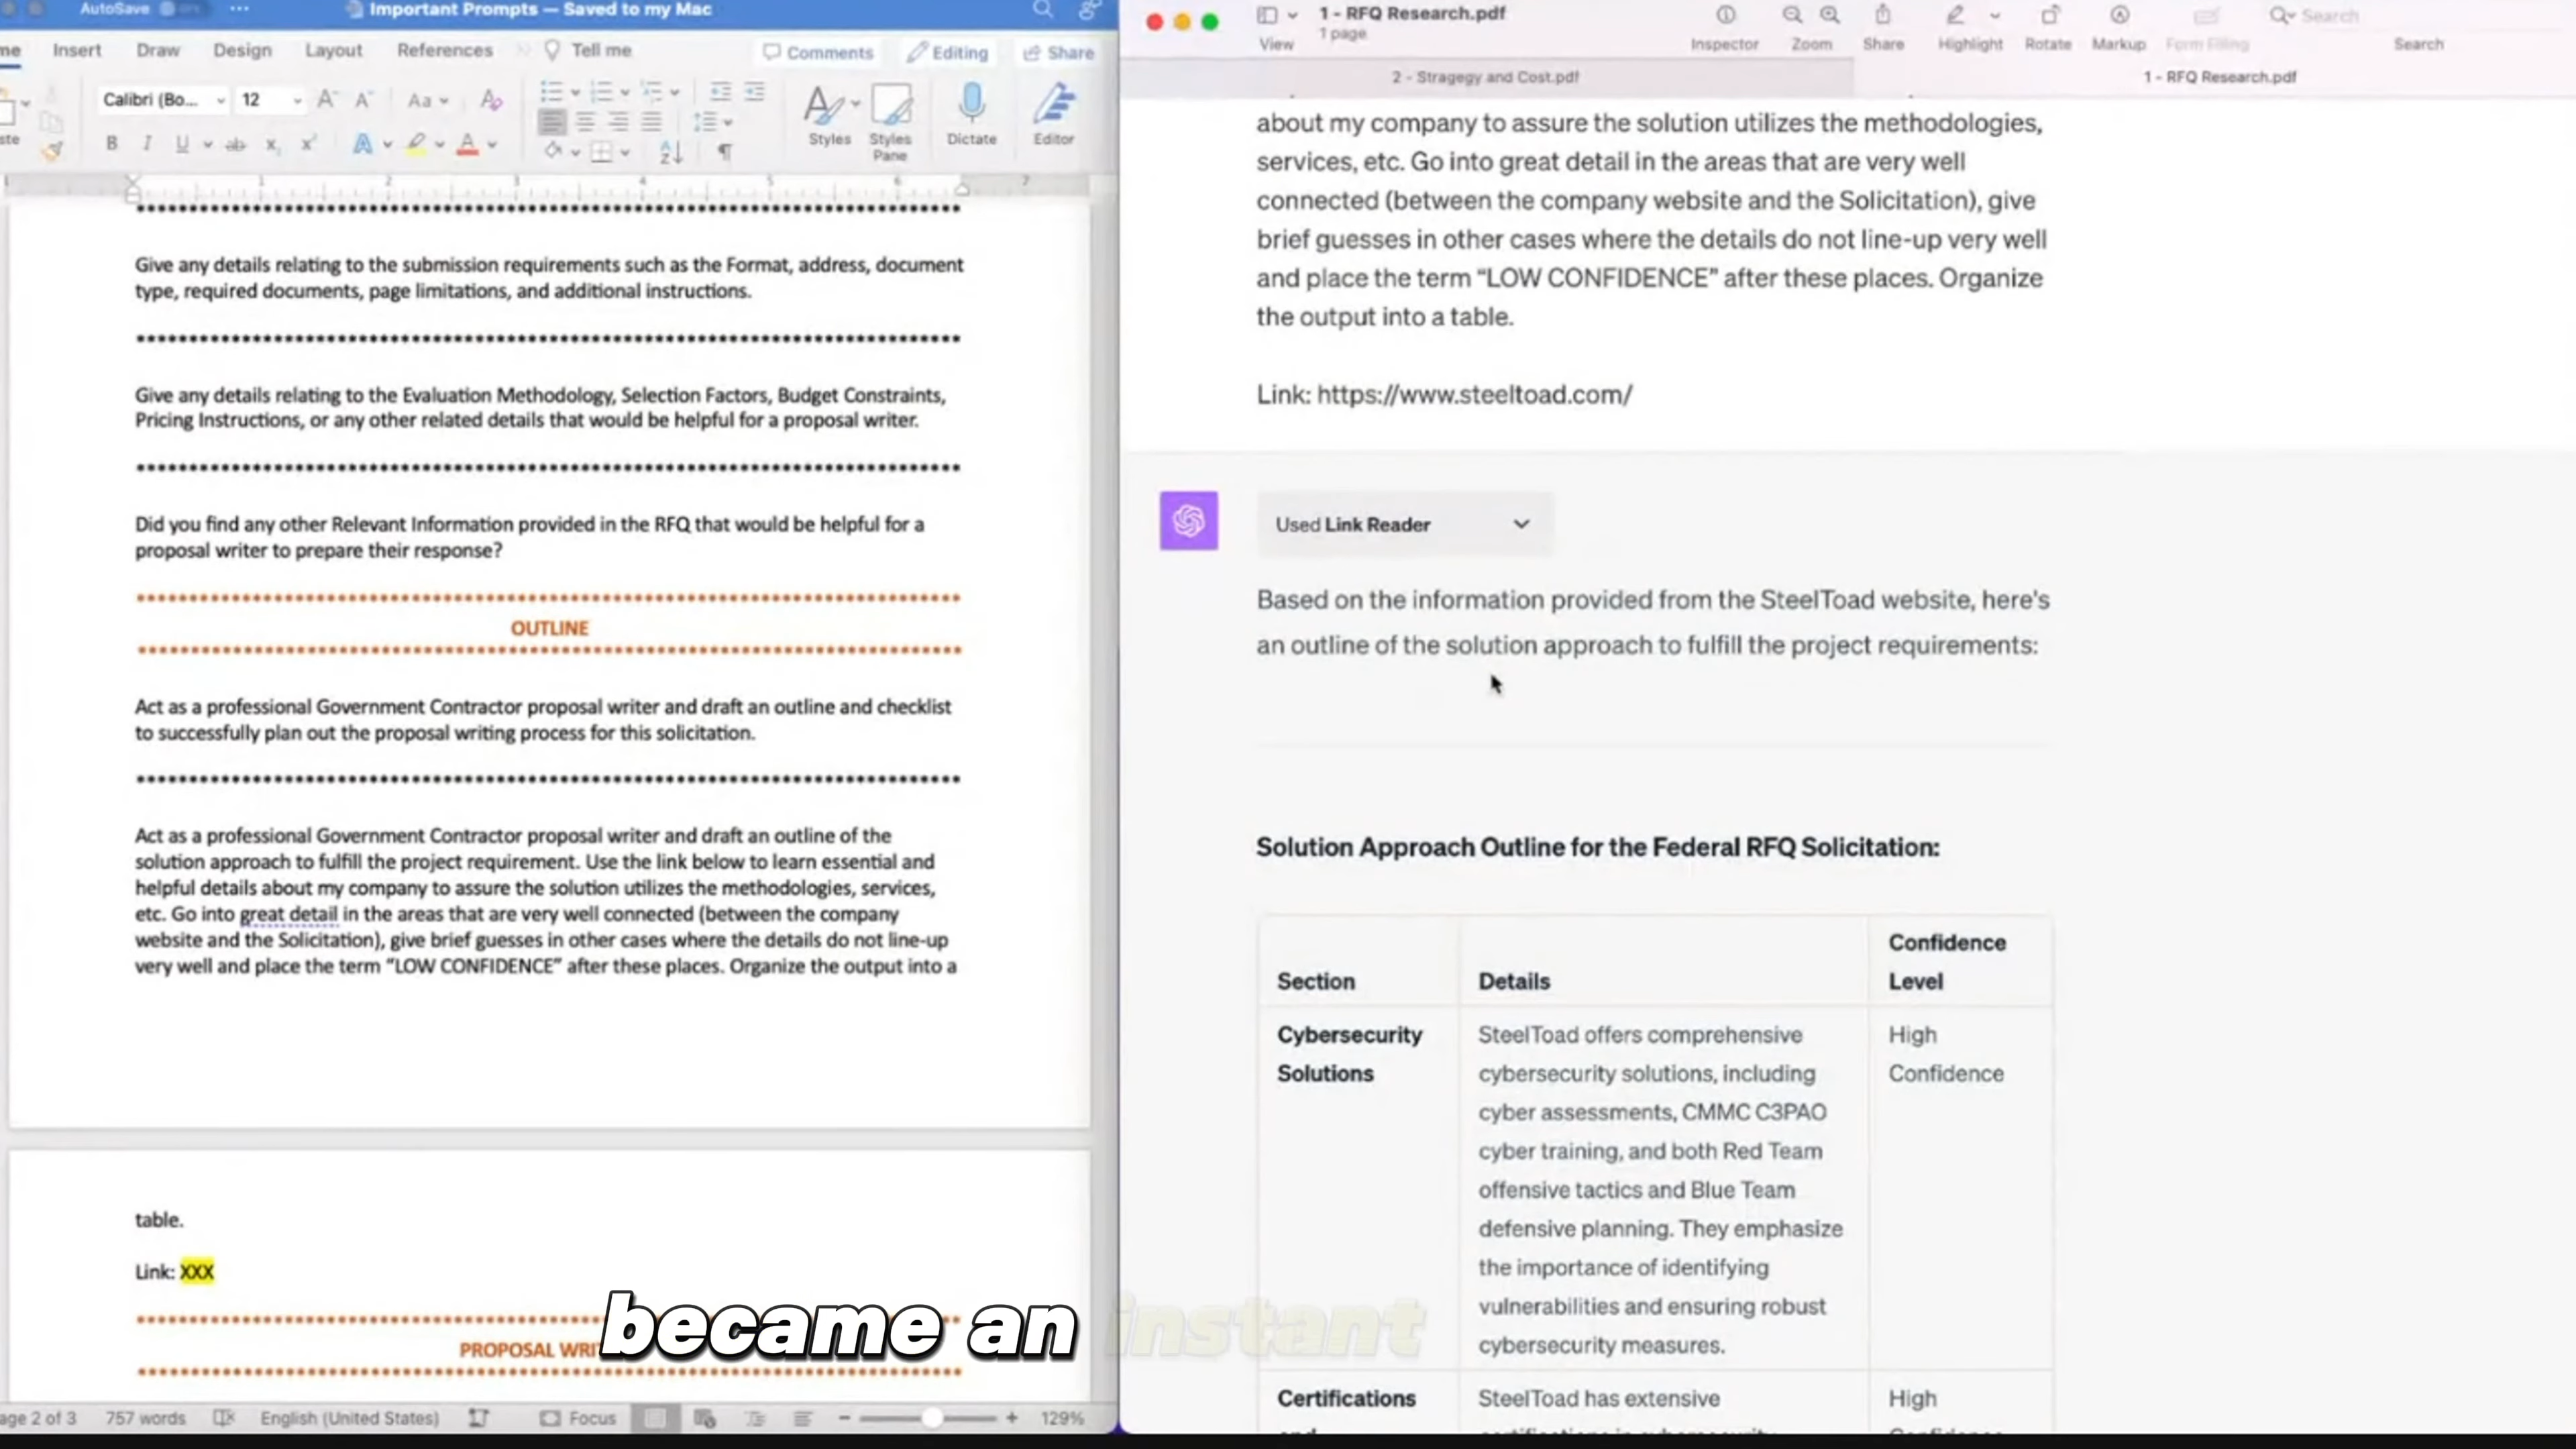 AutoSave
Important Prompts — Saved to my Mac
Insert
Draw
Design
Layout
References
Tell me
Comments
Editing
Share
Calibri (Bo...
12
Aa
Styles
Styles
Pane
Dictate
Editor
1
2
3
4
5
6
7
Give any details relating to the submission requirements such as the Format, address, document
type, required documents, page limitations, and additional instructions.
Give any details relating to the Evaluation Methodology, Selection Factors, Budget Constraints,
Pricing Instructions, or any other related details that would be helpful for a proposal writer.
Did you find any other Relevant Information provided in the RFQ that would be helpful for a
proposal writer to prepare their response?
OUTLINE
Act as a professional Government Contractor proposal writer and draft an outline and checklist
to successfully plan out the proposal writing process for this solicitation.
Act as a professional Government Contractor proposal writer and draft an outline of the
solution approach to fulfill the project requirement. Use the link below to learn essential and
helpful details about my company to assure the solution utilizes the methodologies, services,
etc. Go into great detail in the areas that are very well connected (between the company
website and the Solicitation), give brief guesses in other cases where the details do not line-up
very well and place the term “LOW CONFIDENCE” after these places. Organize the output into a
table.
Link: XXX
PROPOSAL WRI
age 2 of 3
757 words
English (United States)
Focus
129%
1 - RFQ Research.pdf
1 page
View
Inspector
Zoom
Share
Highlight
Rotate
Markup
Form Filling
Search
Search
2 - Stragegy and Cost.pdf
1 - RFQ Research.pdf
about my company to assure the solution utilizes the methodologies,
services, etc. Go into great detail in the areas that are very well
connected (between the company website and the Solicitation), give
brief guesses in other cases where the details do not line-up very well
and place the term “LOW CONFIDENCE” after these places. Organize
the output into a table.
Link: https://www.steeltoad.com/
Used Link Reader
Based on the information provided from the SteelToad website, here's
an outline of the solution approach to fulfill the project requirements:
Solution Approach Outline for the Federal RFQ Solicitation:
Section
Details
Confidence
Level
Cybersecurity
Solutions
SteelToad offers comprehensive
cybersecurity solutions, including
cyber assessments, CMMC C3PAO
cyber training, and both Red Team
offensive tactics and Blue Team
defensive planning. They emphasize
the importance of identifying
vulnerabilities and ensuring robust
cybersecurity measures.
High
Confidence
Certifications
SteelToad has extensive
High
became an instant